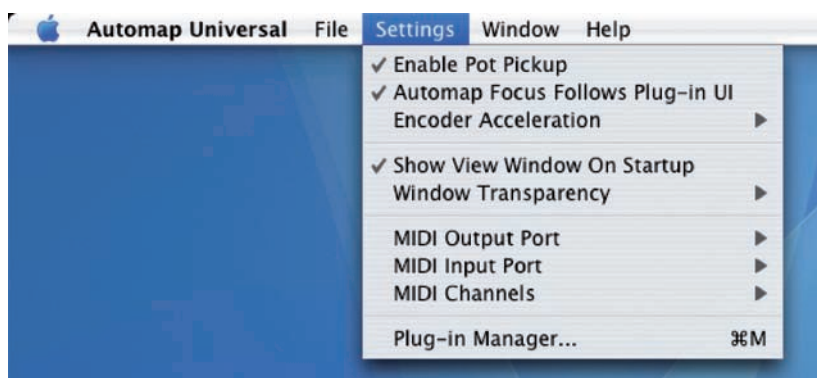 Automap Universal File Settings Window Help
✓ Enable Pot Pickup
✓ Automap Focus Follows Plug-in UI
Encoder Acceleration ▶
✓ Show View Window On Startup
Window Transparency ▶
MIDI Output Port ▶
MIDI Input Port ▶
MIDI Channels ▶
Plug-in Manager... ⌘M